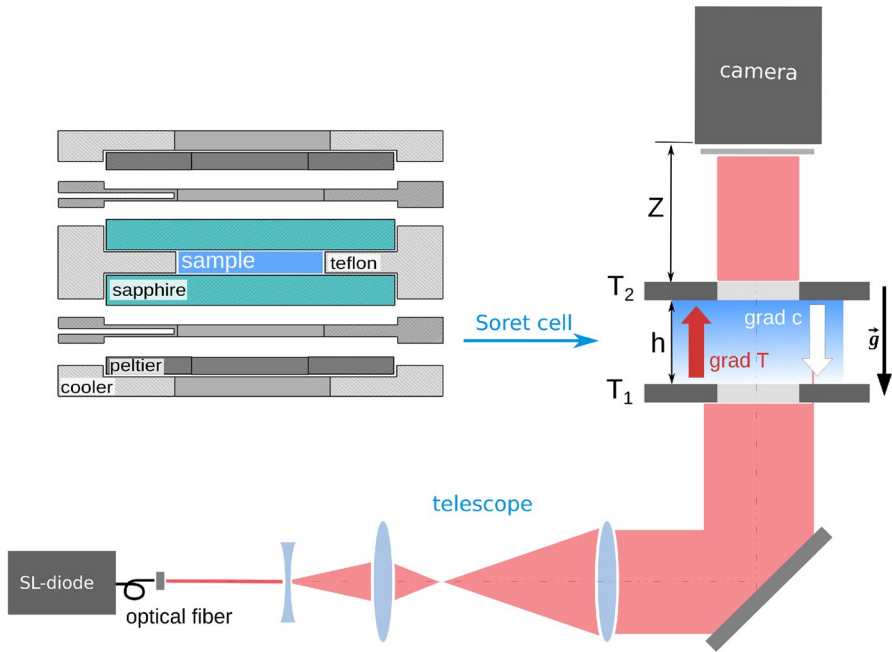 camera
Z
sample
teflon
sapphire
T2
grad c
Soret cell
h
g
grad T
peltier
T1
cooler
telescope
SL-diode
optical fiber